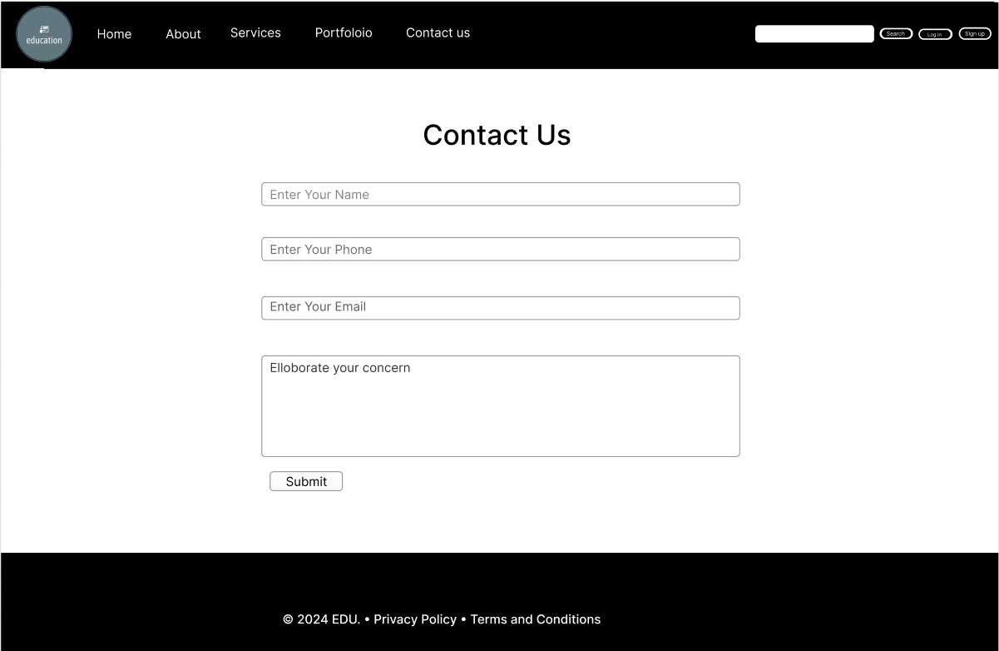 education
Home About Services Portfoloio Contact us Search Log in Sign up
Contact Us
Enter Your Name
Enter Your Phone
Enter Your Email
Elloborate your concern
Submit
© 2024 EDU. • Privacy Policy • Terms and Conditions